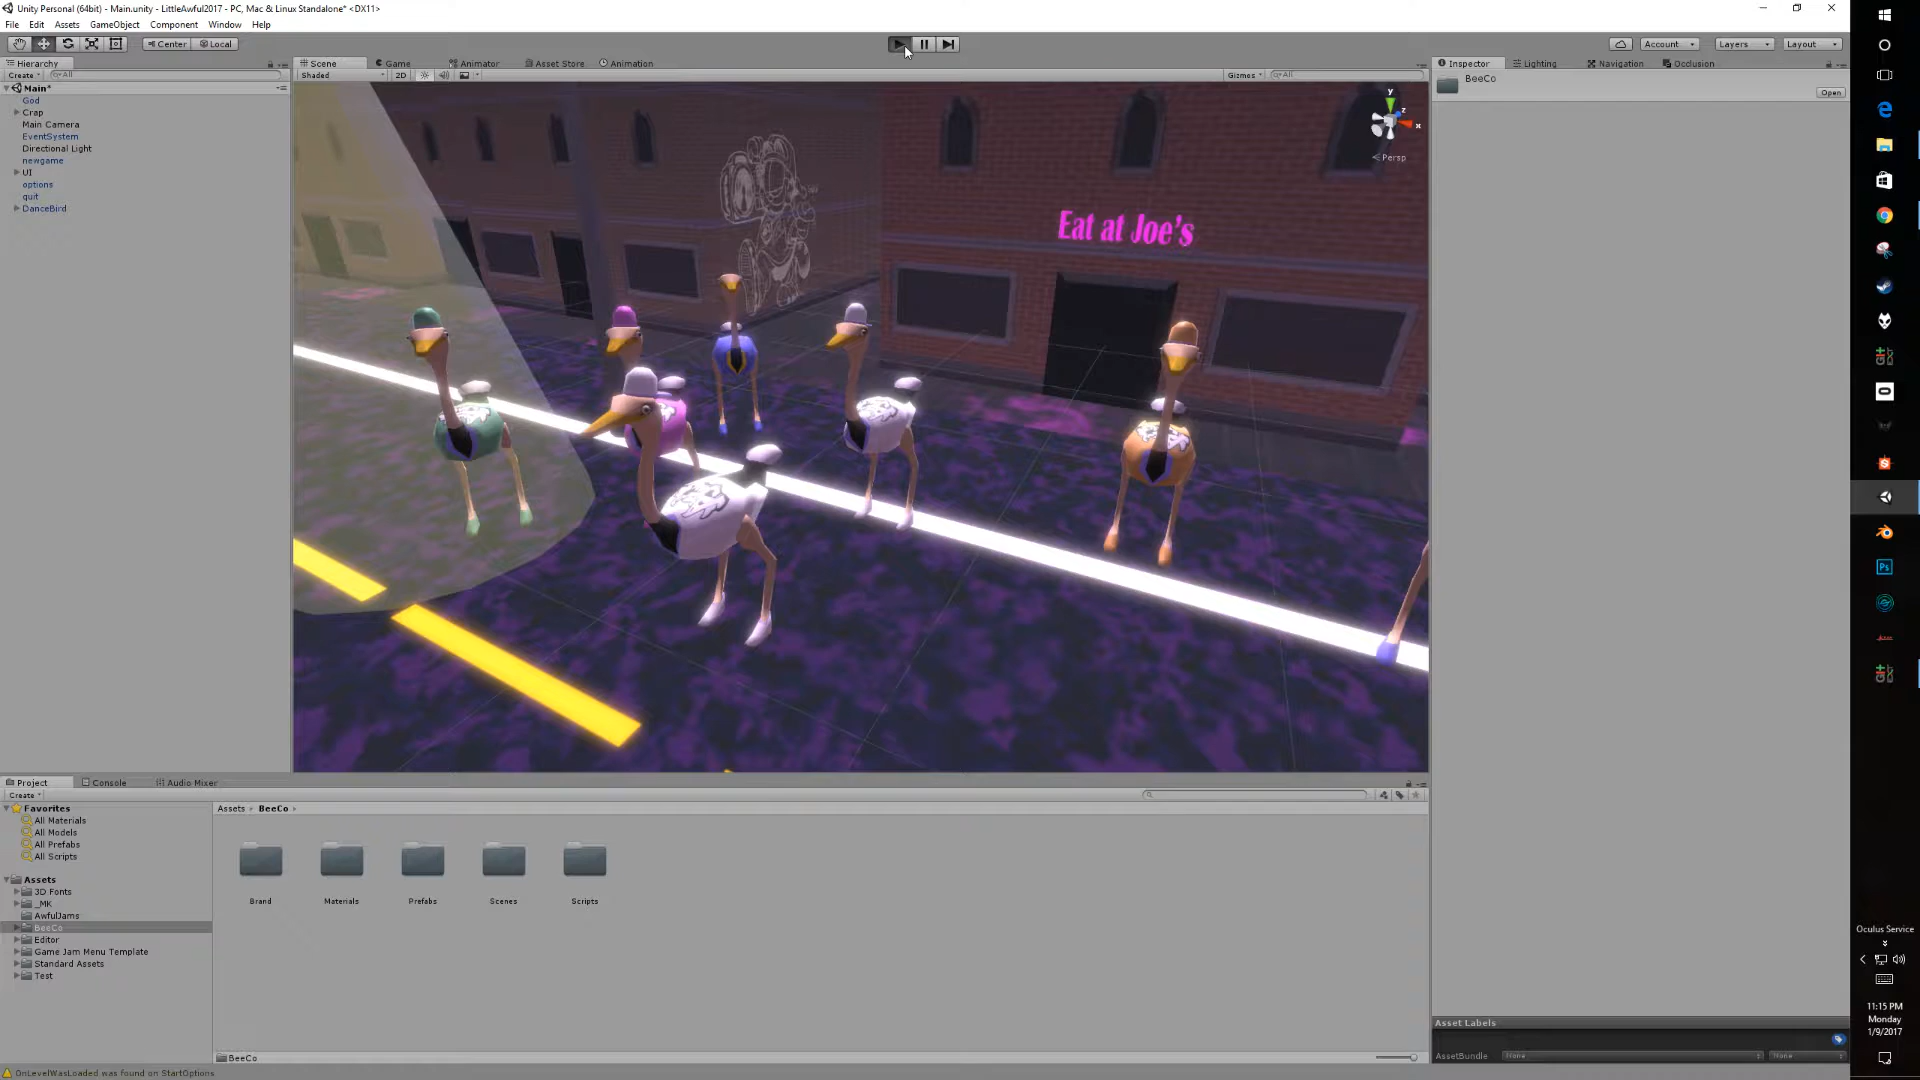 Unity Personal (64bit) - Main.unity - LittleAwful2017 - PC, Mac & Linux Standalone* <DX11>
File Edit Assets GameObject Component Window Help
Center Local Account Layers Layout
Hierarchy
Create All
Main*
God
Crap
Main Camera
EventSystem
Directional Light
newgame
UI
options
quit
DanceBird
Scene Game Animator Asset Store Animation
Shaded 2D Gizmos All
y
z
x
Persp
Eat at Joe's
Inspector Lighting Navigation Occlusion
BeeCo
Open
Project Console Audio Mixer
Create
Favorites
All Materials
All Models
All Prefabs
All Scripts
Assets
3D Fonts
_MK
AwfulJams
BeeCo
Editor
Game Jam Menu Template
Standard Assets
Test
Assets BeeCo
Brand Materials Prefabs Scenes Scripts
BeeCo
Asset Labels
AssetBundle None None
OnLevelWasLoaded was found on StartOptions
Ps
Oculus Service
11:15 PM
Monday
1/9/2017